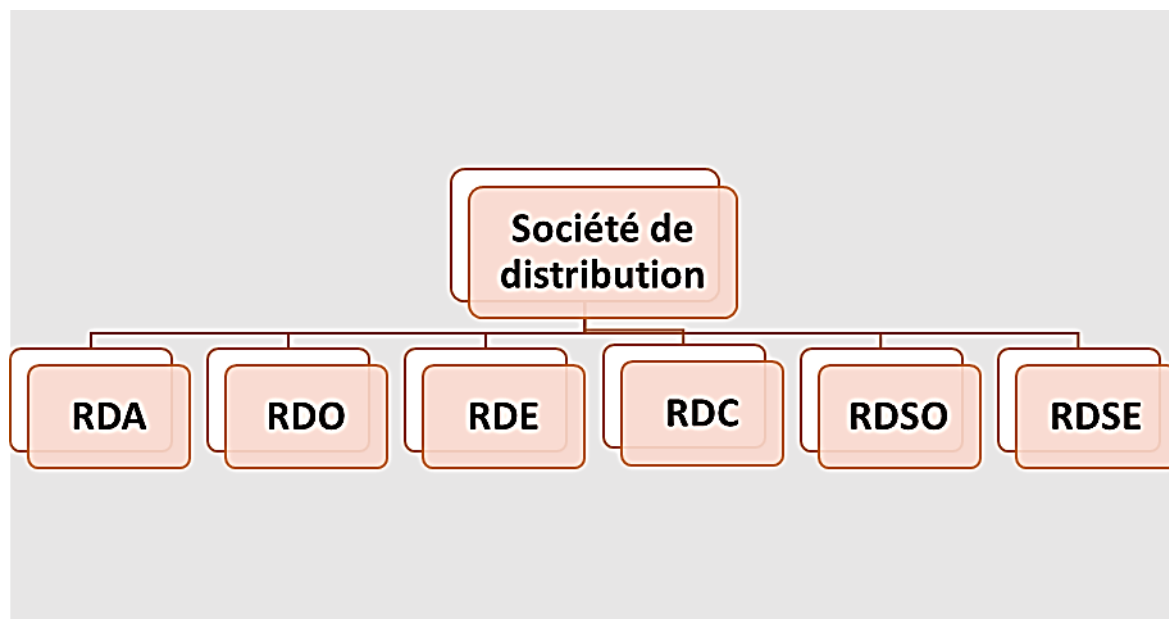 Société de
distribution
RDA
RDO
RDE
RDC
RDSO
RDSE